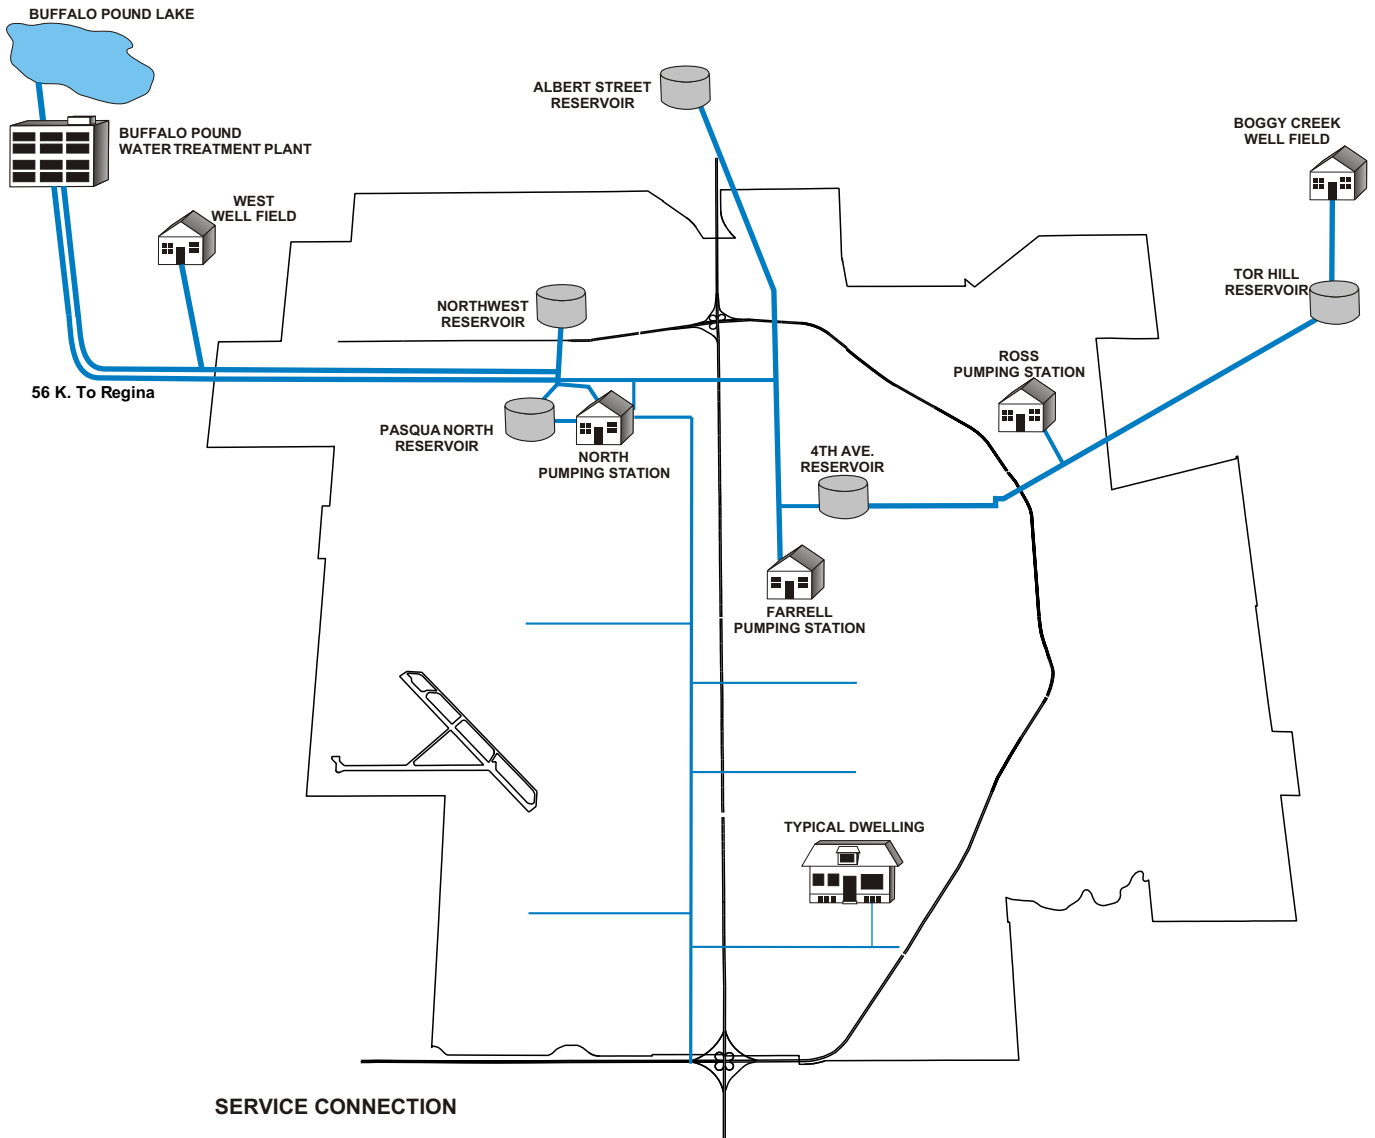 BUFFALO POUND LAKE
ALBERT STREET
RESERVOIR
BUFFALO POUND
WATER TREATMENT PLANT
BOGGY CREEK
WELL FIELD
WEST
WELL FIELD
TOR HILL
RESERVOIR
NORTHWEST
RESERVOIR
ROSS
PUMPING STATION
56 K. To Regina
PASQUA NORTH
RESERVOIR
NORTH
PUMPING STATION
4TH AVE.
RESERVOIR
FARRELL
PUMPING STATION
TYPICAL DWELLING
SERVICE CONNECTION